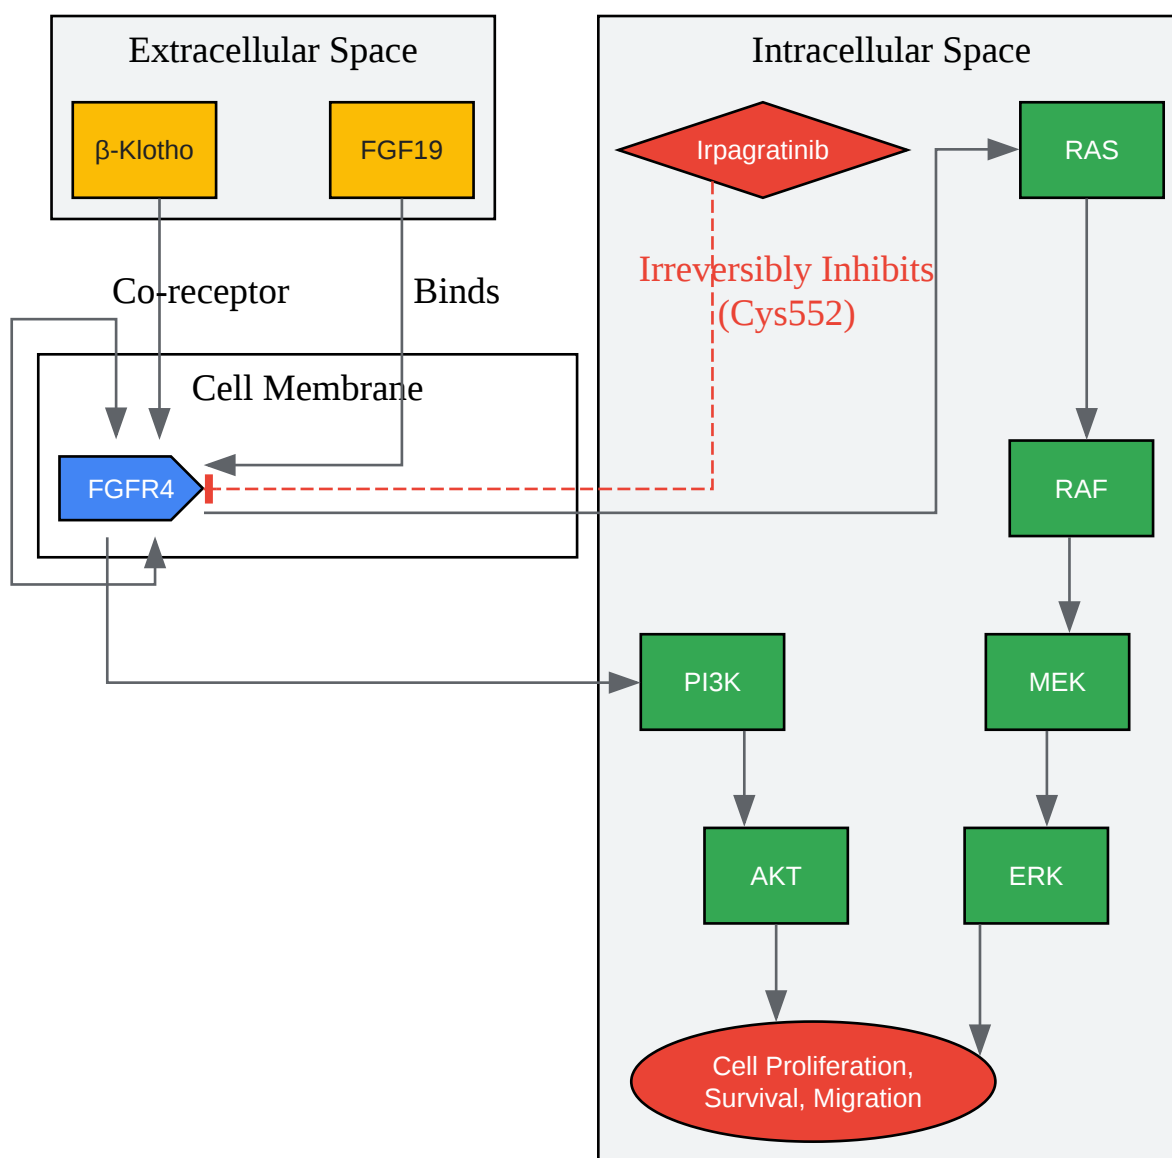 Extracellular Space
Intracellular Space
β-Klotho
FGF19
Irpagratinib
RAS
Irreversibly Inhibits
(Cys552)
Co-receptor
Binds
Cell Membrane
FGFR4
RAF
PI3K
MEK
AKT
ERK
Cell Proliferation,
Survival, Migration